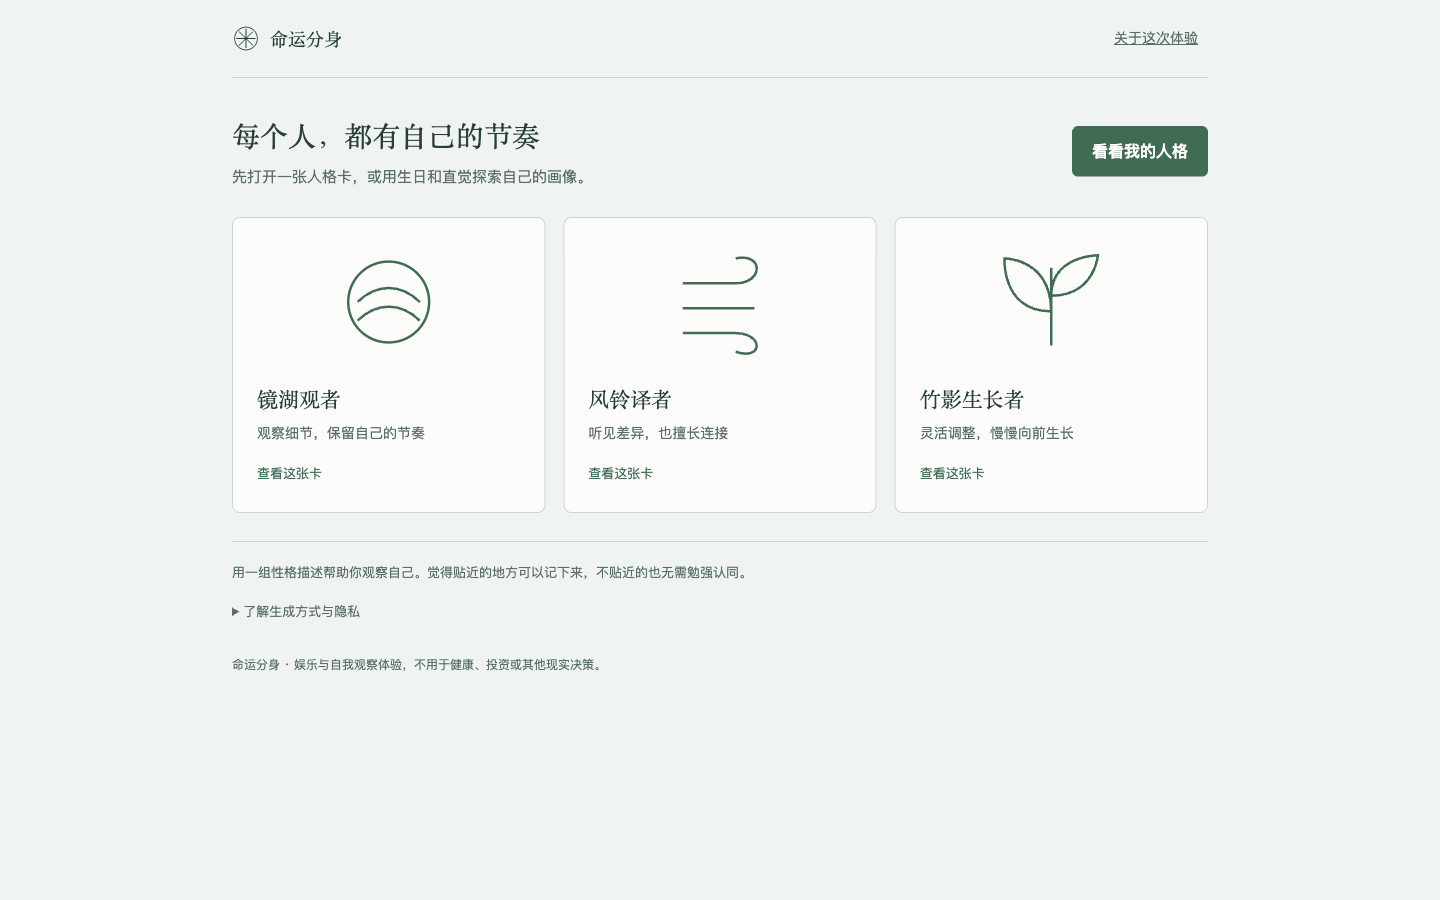 命运分身
关于这次体验
每个人，都有自己的节奏
先打开一张人格卡，或用生日和直觉探索自己的画像。
看看我的人格
镜湖观者
观察细节，保留自己的节奏
查看这张卡
风铃译者
听见差异，也擅长连接
查看这张卡
竹影生长者
灵活调整，慢慢向前生长
查看这张卡
用一组性格描述帮助你观察自己。觉得贴近的地方可以记下来，不贴近的也无需勉强认同。
了解生成方式与隐私
命运分身 · 娱乐与自我观察体验，不用于健康、投资或其他现实决策。